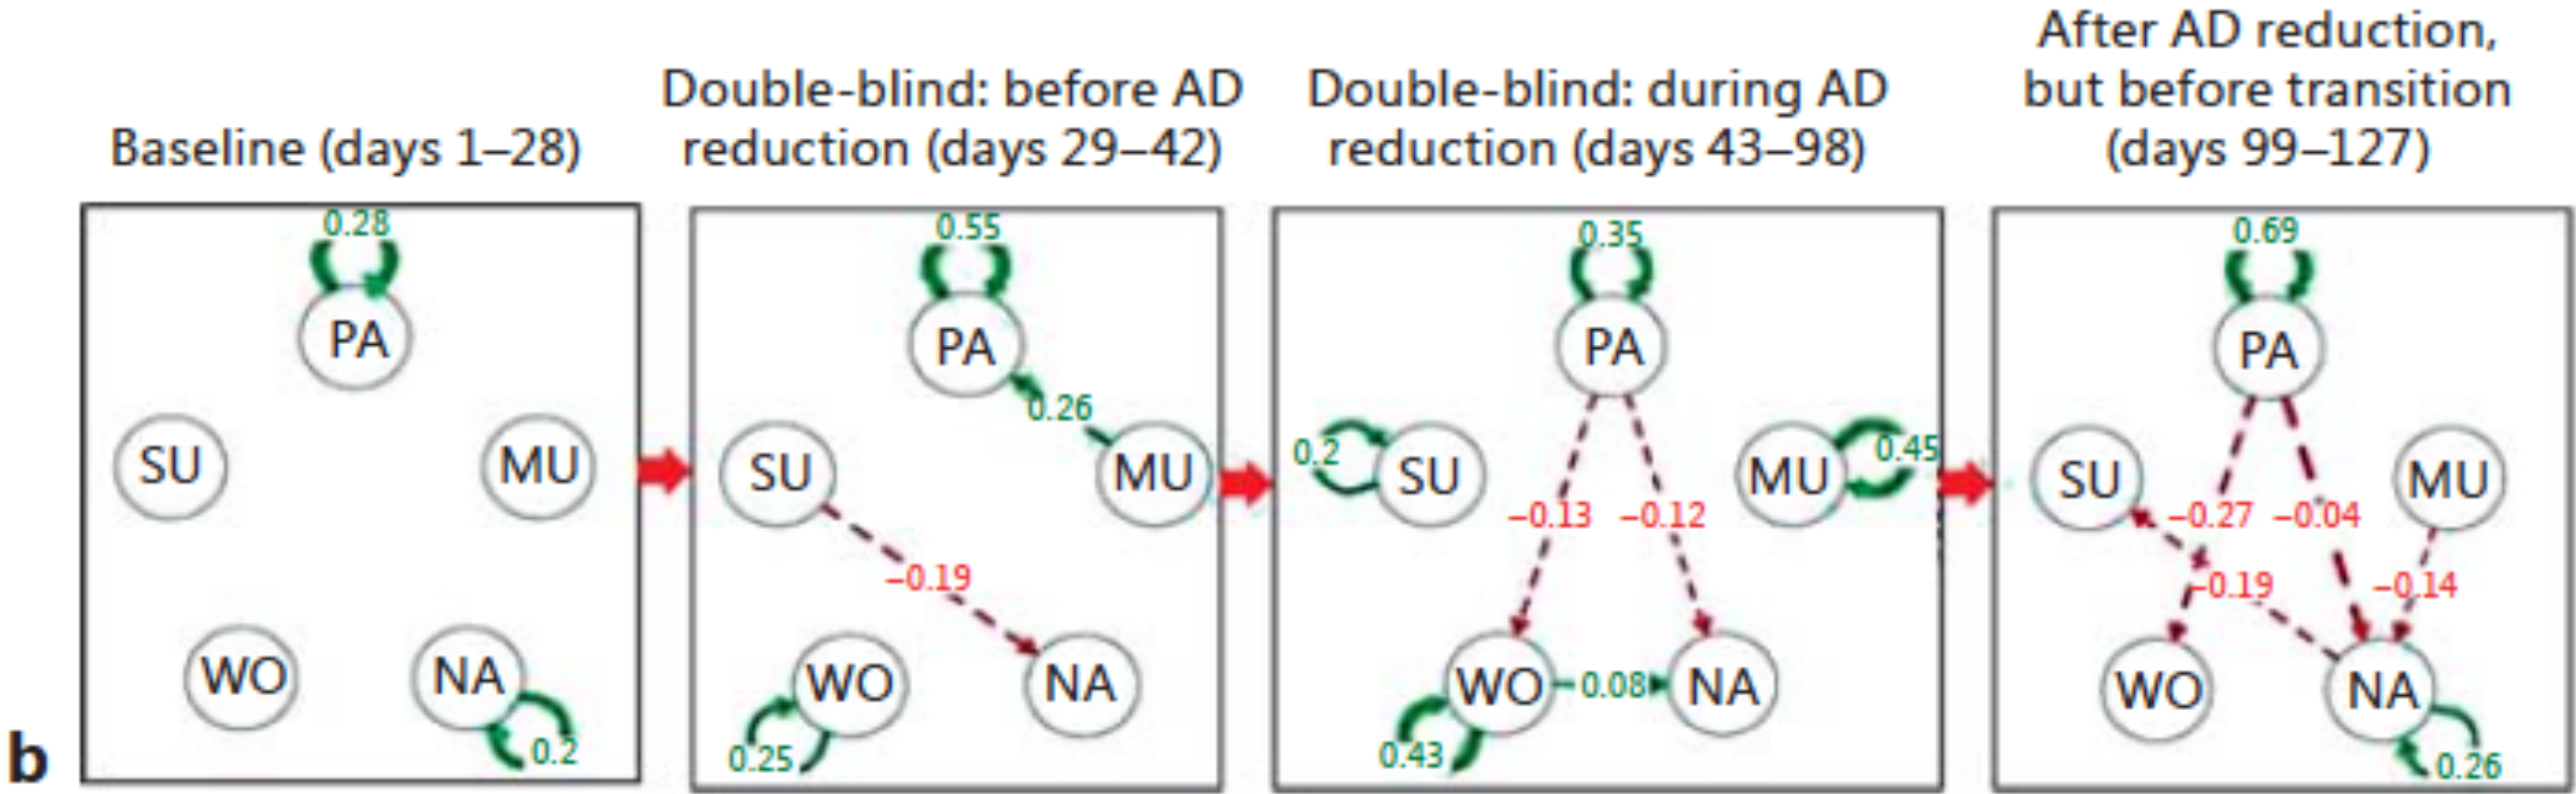 Baseline (days 1–28)
Double-blind: before AD
reduction (days 29–42)
Double-blind: during AD
reduction (days 43–98)
After AD reduction,
but before transition
(days 99–127)
b
0.28
PA
SU
MU
WO
NA
0.2
0.55
PA
0.26
SU
MU
–0.19
WO
NA
0.25
0.35
PA
0.2
SU
MU
0.45
–0.13
–0.12
WO
0.08
NA
0.43
0.69
PA
SU
MU
–0.27
–0.04
–0.19
–0.14
WO
NA
0.26